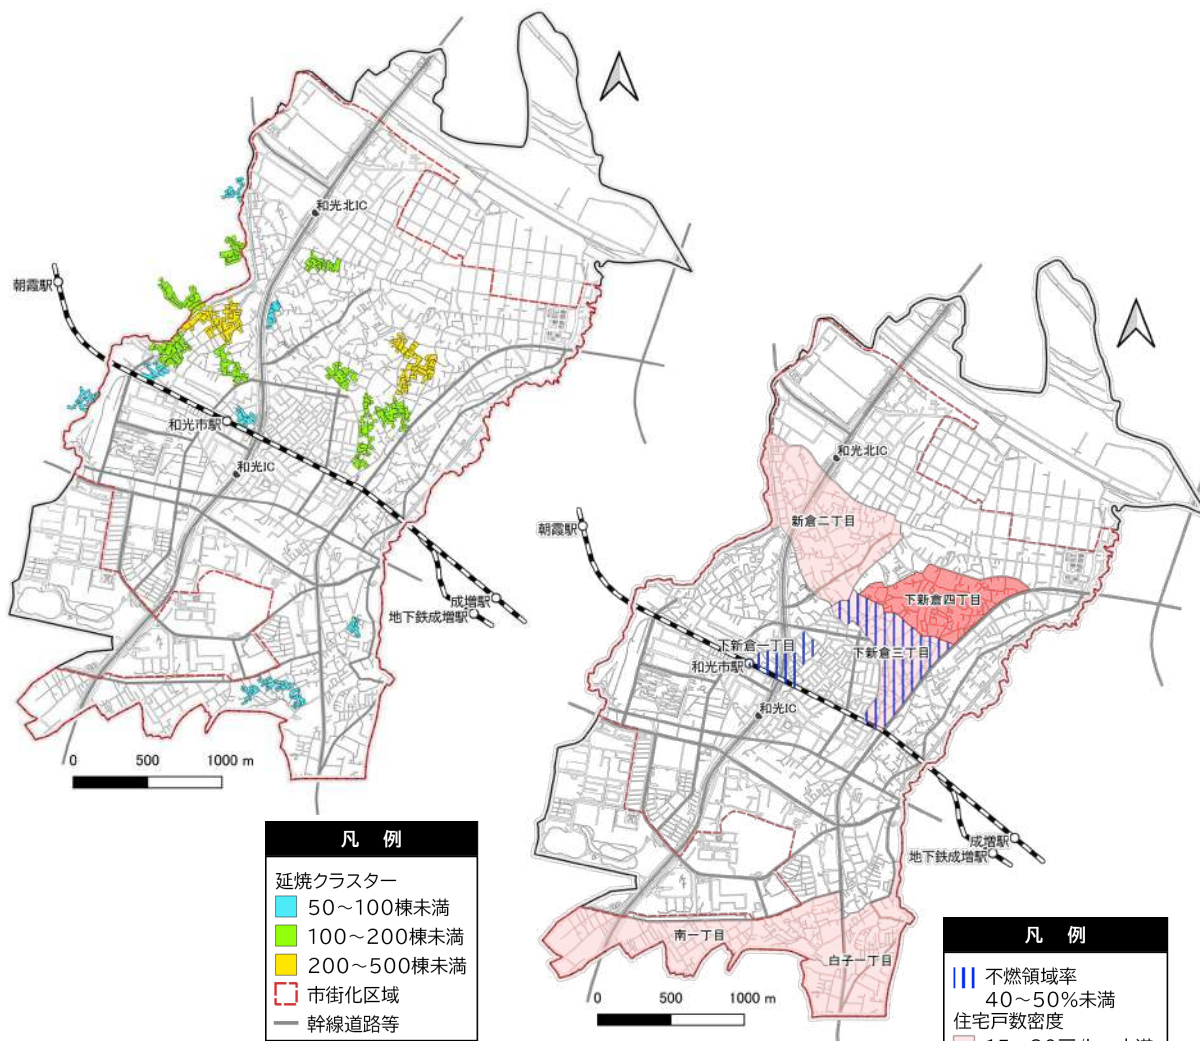 和光北IC
朝霞駅
和光市駅
和光IC
成増駅
地下鉄成増駅
0 500 1000 m
凡 例
延焼クラスター
50～100棟未満
100～200棟未満
200～500棟未満
市街化区域
幹線道路等
和光北IC
新倉二丁目
朝霞駅
下新倉四丁目
下新倉一丁目
下新倉三丁目
和光市駅
和光IC
成増駅
地下鉄成増駅
南一丁目
白子一丁目
0 500 1000 m
凡 例
不燃領域率
40～50%未満
住宅戸数密度